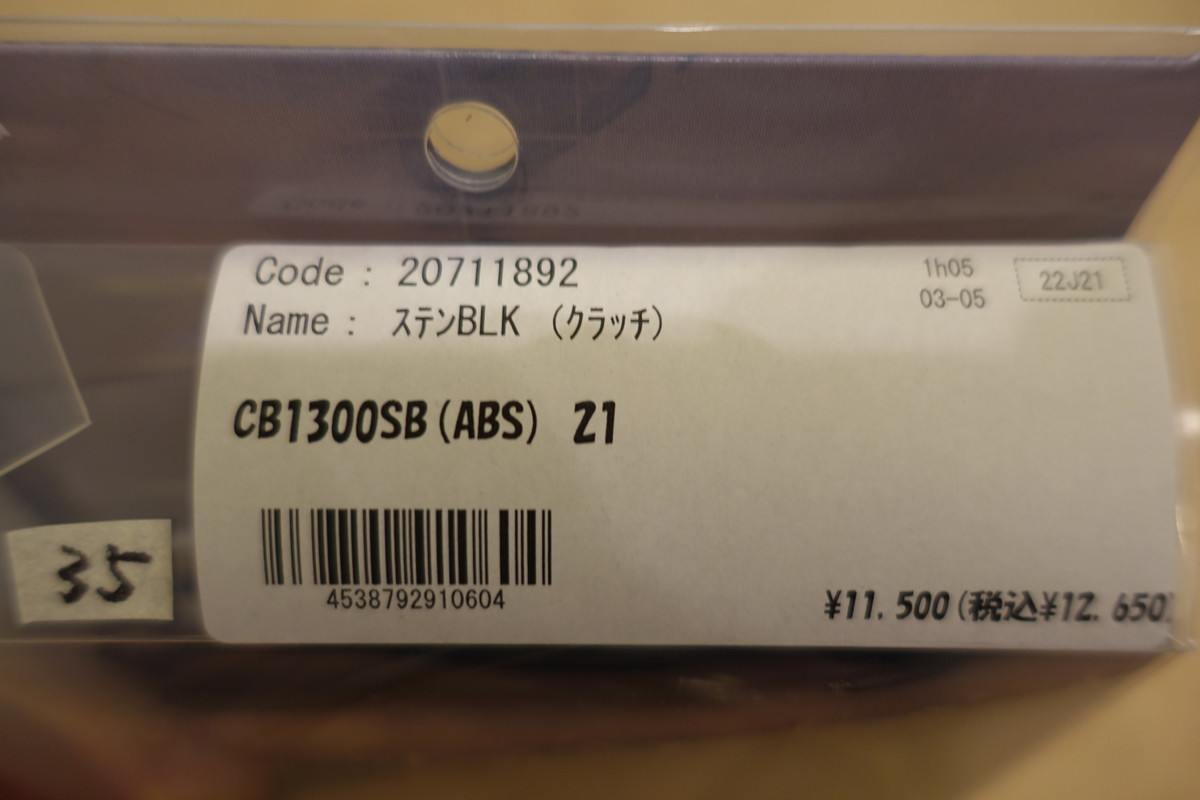 Code : 20711892
Name : ｽﾃﾝBLK (ｸﾗｯﾁ)
1h05
03-05
22J21
CB1300SB(ABS) 21
4538792910604
¥11.500(税込¥12.650)
35